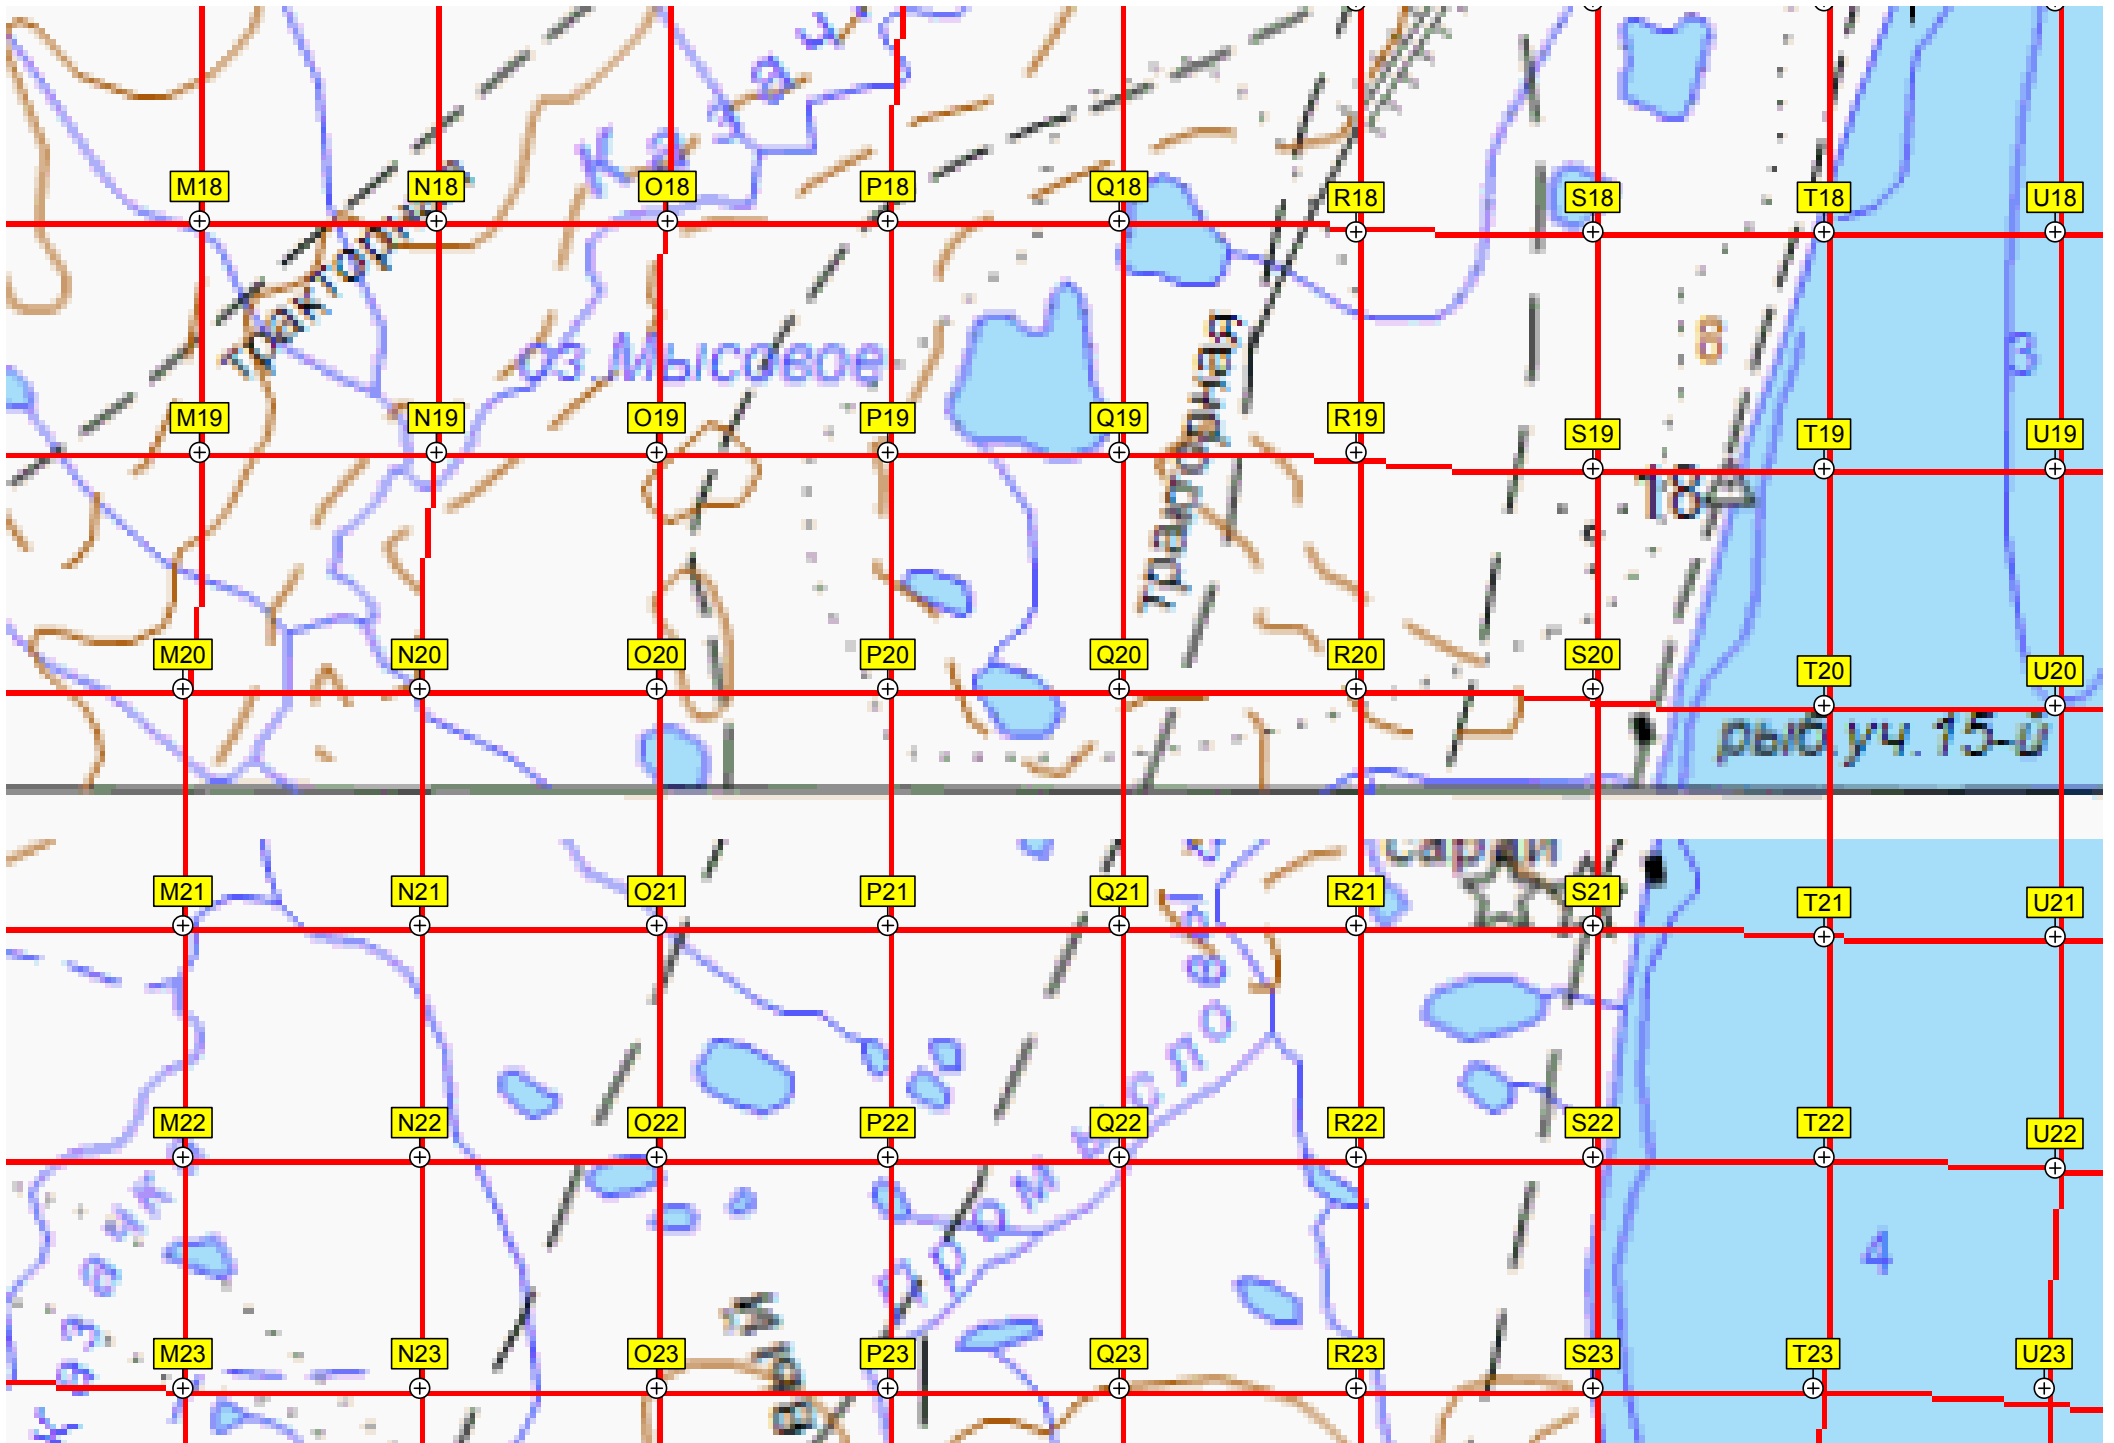 Казач
M18 N18 O18 P18 Q18 R18 S18 T18 U18
тракторная
оз.Мысовое
тракторная
8
3
M19 N19 O19 P19 Q19 R19 S19 T19 U19
18
M20 N20 O20 P20 Q20 R20 S20 T20 U20
рыб.уч.15-й
M21 N21 O21 P21 Q21 R21 S21 T21 U21
M22 N22 O22 P22 Q22 R22 S22 T22 U22
казачк
4
M23 N23 O23 P23 Q23 R23 S23 T23 U23